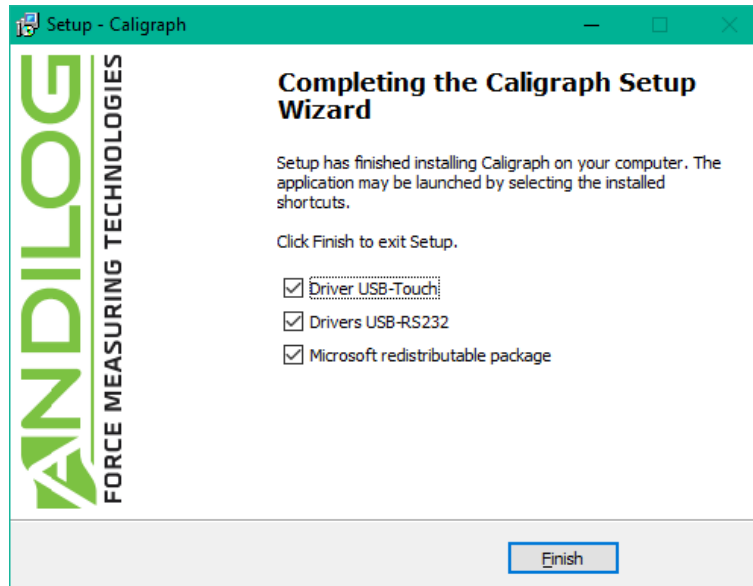 Setup - Caligraph
ANDILOG
FORCE MEASURING TECHNOLOGIES
Completing the Caligraph Setup
Wizard
Setup has finished installing Caligraph on your computer. The
application may be launched by selecting the installed
shortcuts.
Click Finish to exit Setup.
Driver USB-Touch
Drivers USB-RS232
Microsoft redistributable package
Finish